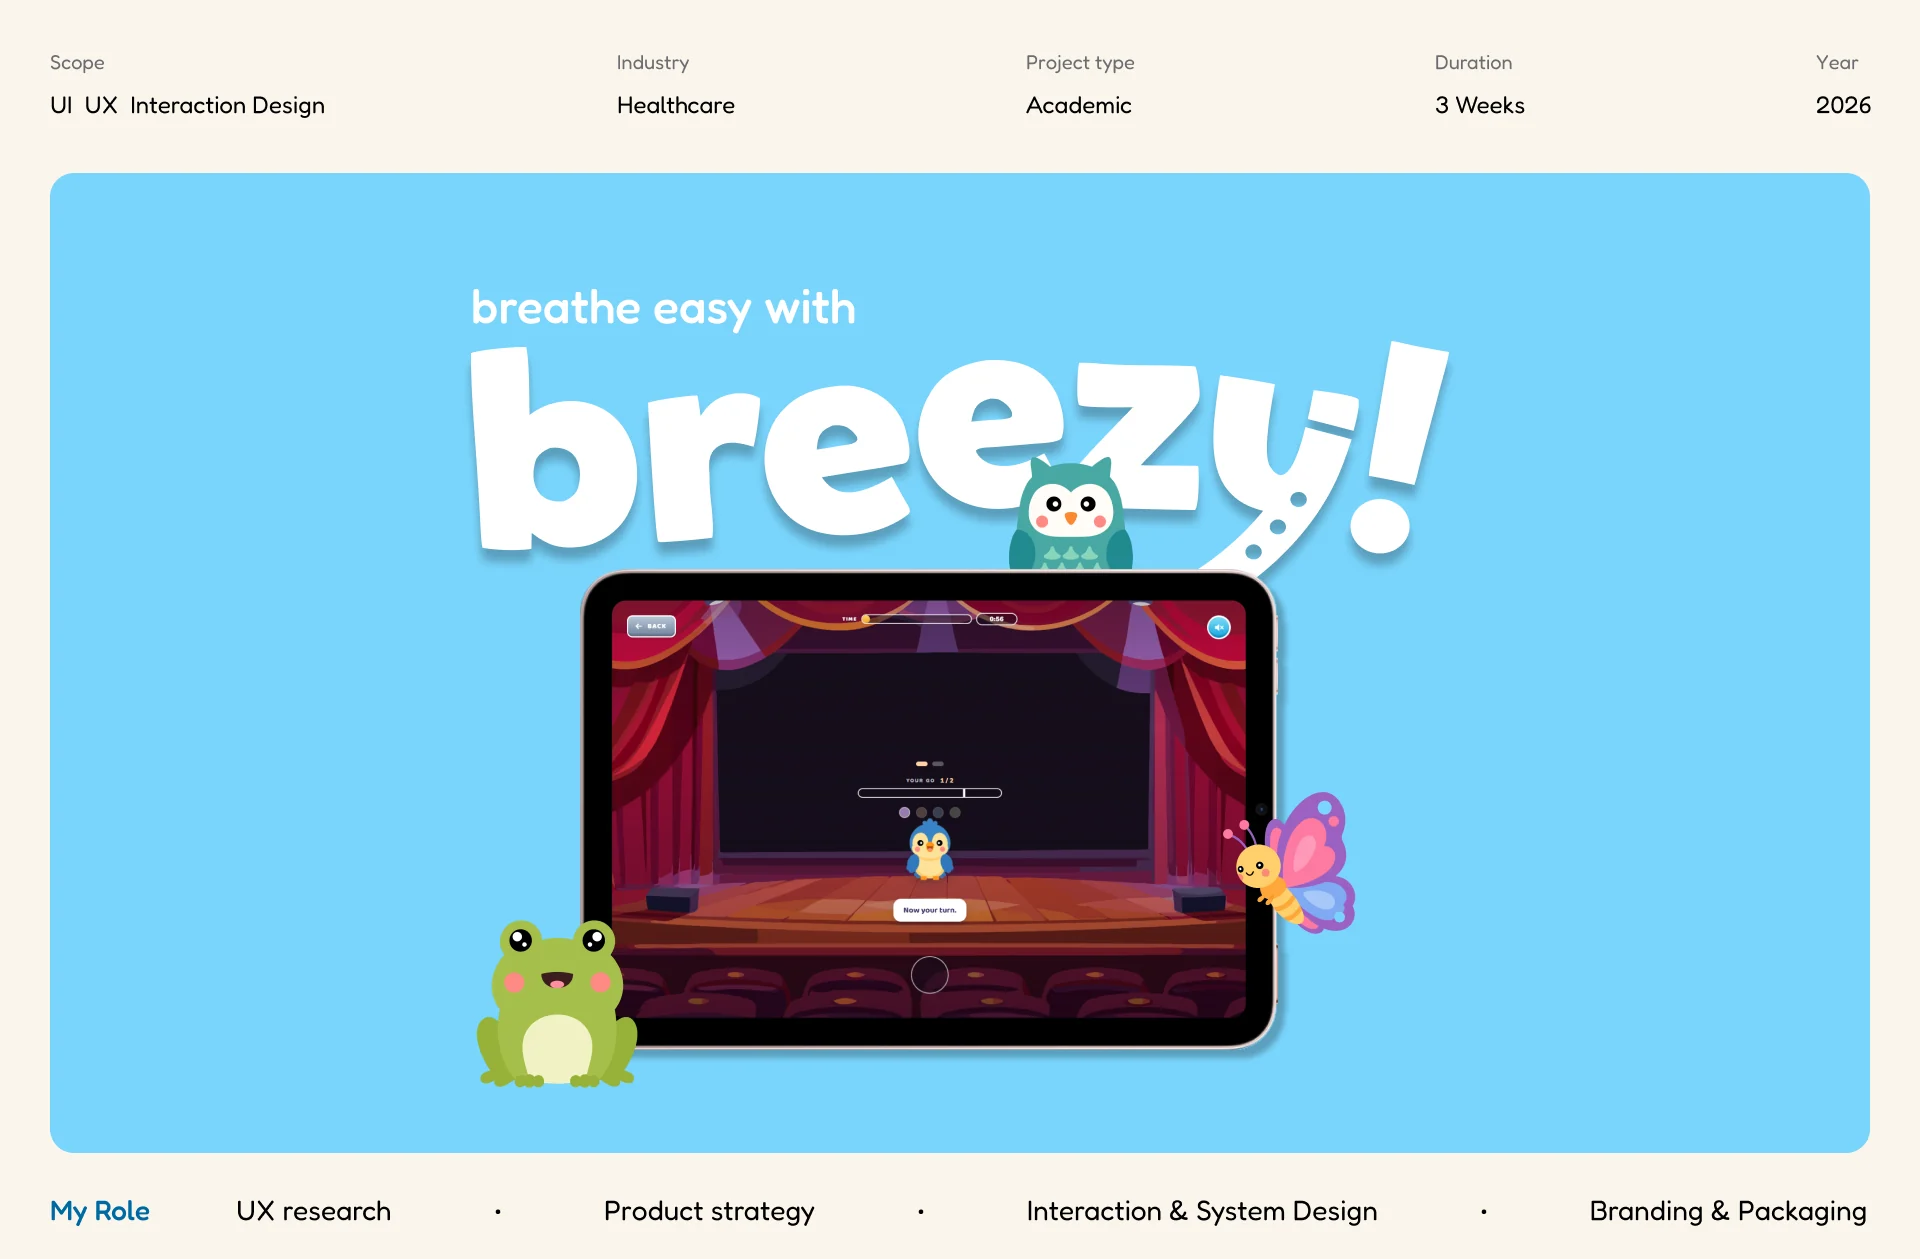 Scope
UI UX Interaction Design
Industry
Healthcare
Project type
Academic
Duration
3 Weeks
Year
2026
breathe easy with
breezy!
← BACK
TIME
0:56
YOUR GO 1/2
Now your turn.
My Role
UX research · Product strategy · Interaction & System Design · Branding & Packaging